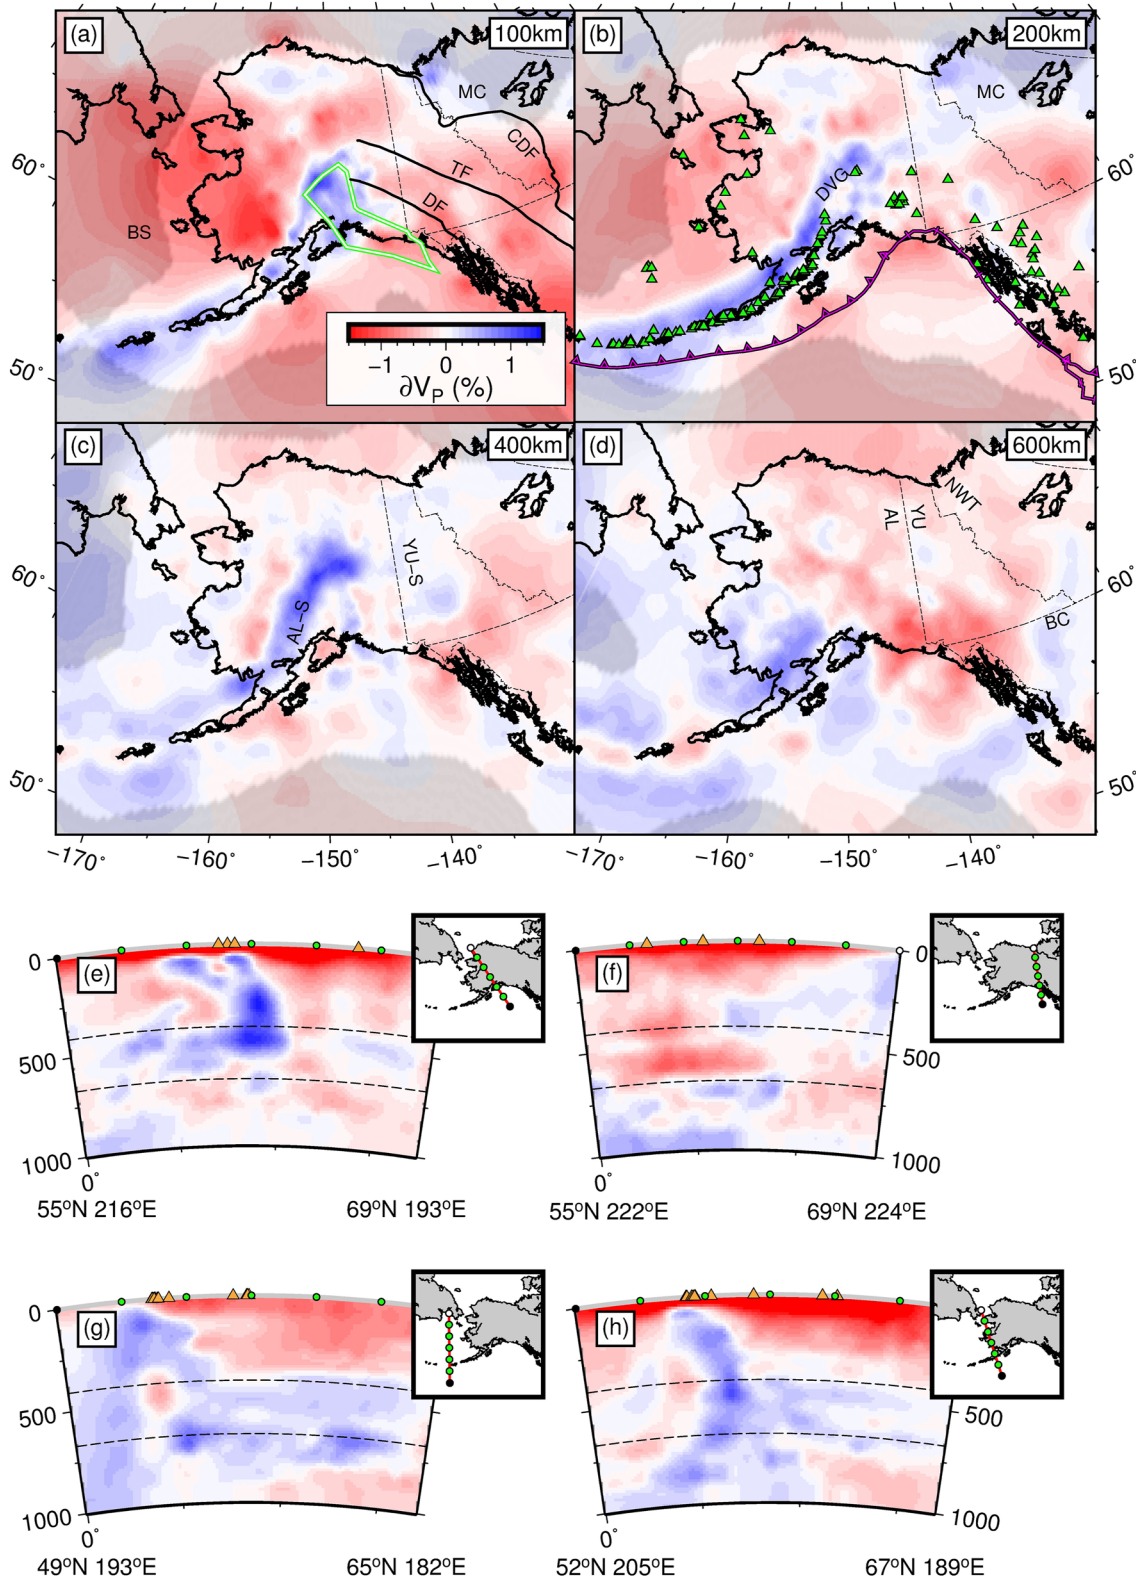 (a)
100km
MC
CDF
TF
DF
BS
60°
50°
−1
0
1
∂VP (%)
(b)
200km
MC
DVG
60°
50°
(c)
400km
YU-S
AL-S
60°
50°
−170°
−160°
−150°
−140°
(d)
600km
NWT
YU
AL
BC
60°
50°
−170°
−160°
−150°
−140°
(e)
0
500
1000
0°
55°N 216°E
69°N 193°E
(f)
0
500
1000
0°
55°N 222°E
69°N 224°E
(g)
0
500
1000
0°
49°N 193°E
65°N 182°E
(h)
500
1000
0°
52°N 205°E
67°N 189°E